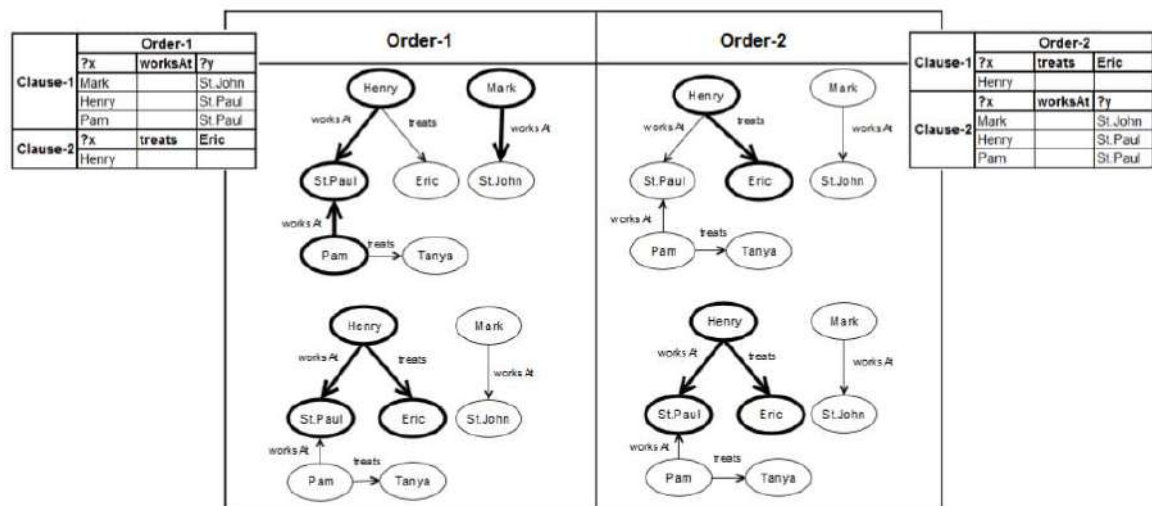 Order-1
Clause-1
?x worksAt ?y
Mark St.John
Henry St.Paul
Pam St.Paul
Clause-2
?x treats Eric
Henry
Order-1
Henry
Mark
works At
treats
works At
St.Paul
Eric
St.John
works At
treats
Pam
Tanya
Henry
Mark
works At
treats
works At
St.Paul
Eric
St.John
works At
treats
Pam
Tanya
Order-2
Henry
Mark
works At
treats
works At
St.Paul
Eric
St.John
works At
treats
Pam
Tanya
Henry
Mark
works At
treats
works At
St.Paul
Eric
St.John
works At
treats
Pam
Tanya
Order-2
Clause-1
?x treats Eric
Henry
Clause-2
?x worksAt ?y
Mark St.John
Henry St.Paul
Pam St.Paul